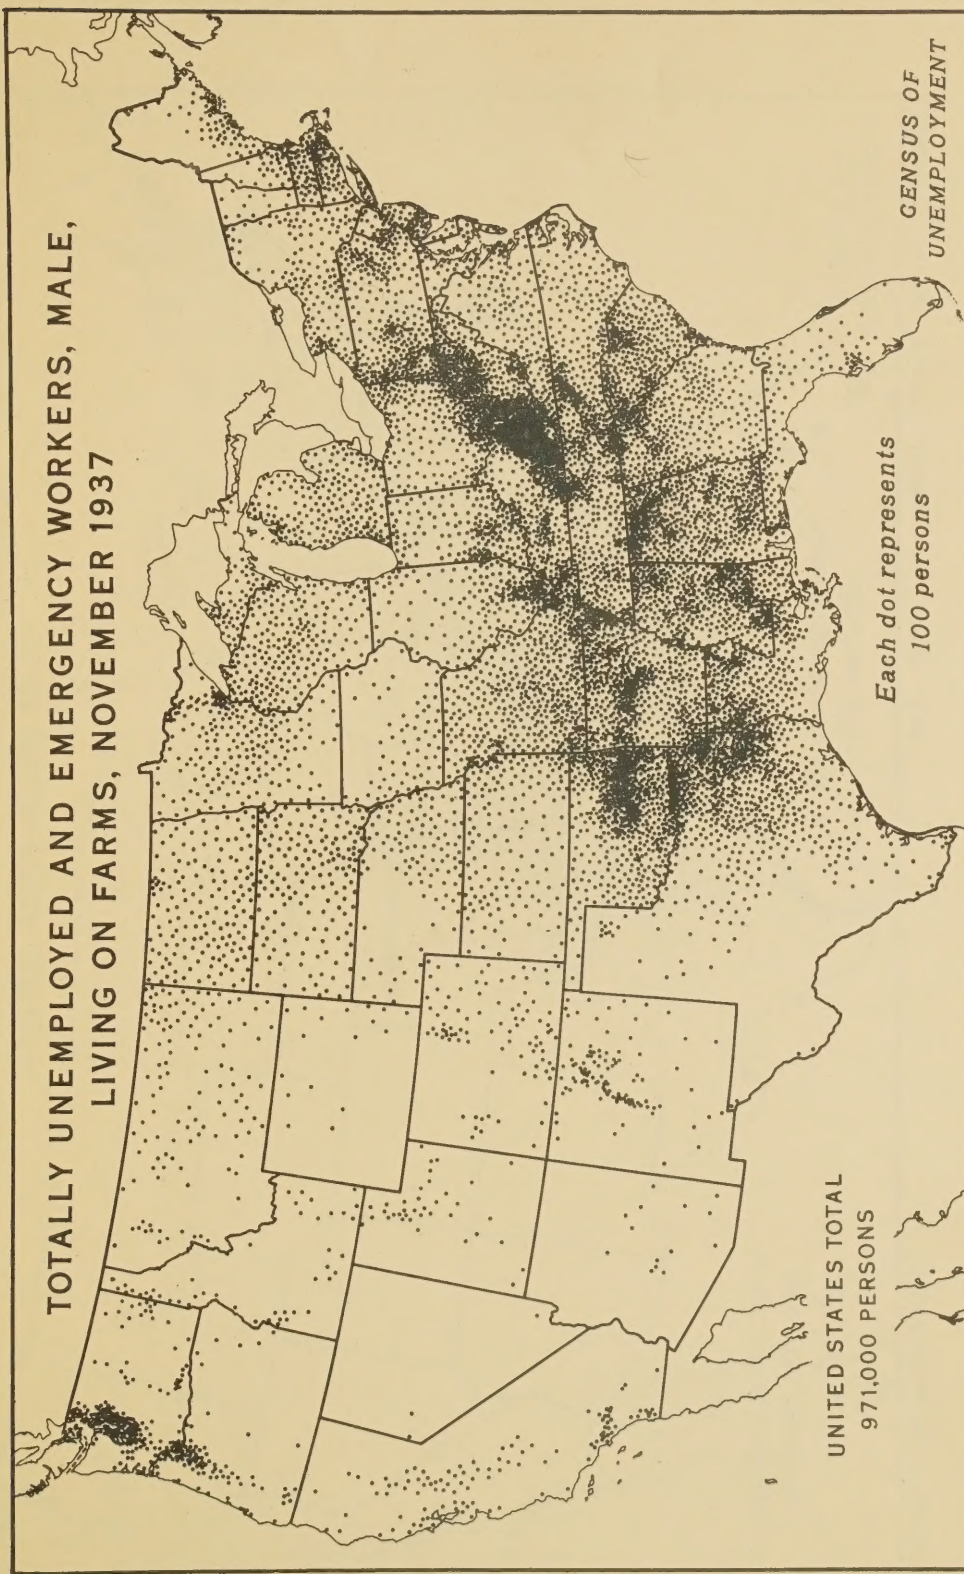 TOTALLY UNEMPLOYED AND EMERGENCY WORKERS, MALE,
LIVING ON FARMS, NOVEMBER 1937
UNITED STATES TOTAL
971,000 PERSONS
Each dot represents
100 persons
CENSUS OF
UNEMPLOYMENT